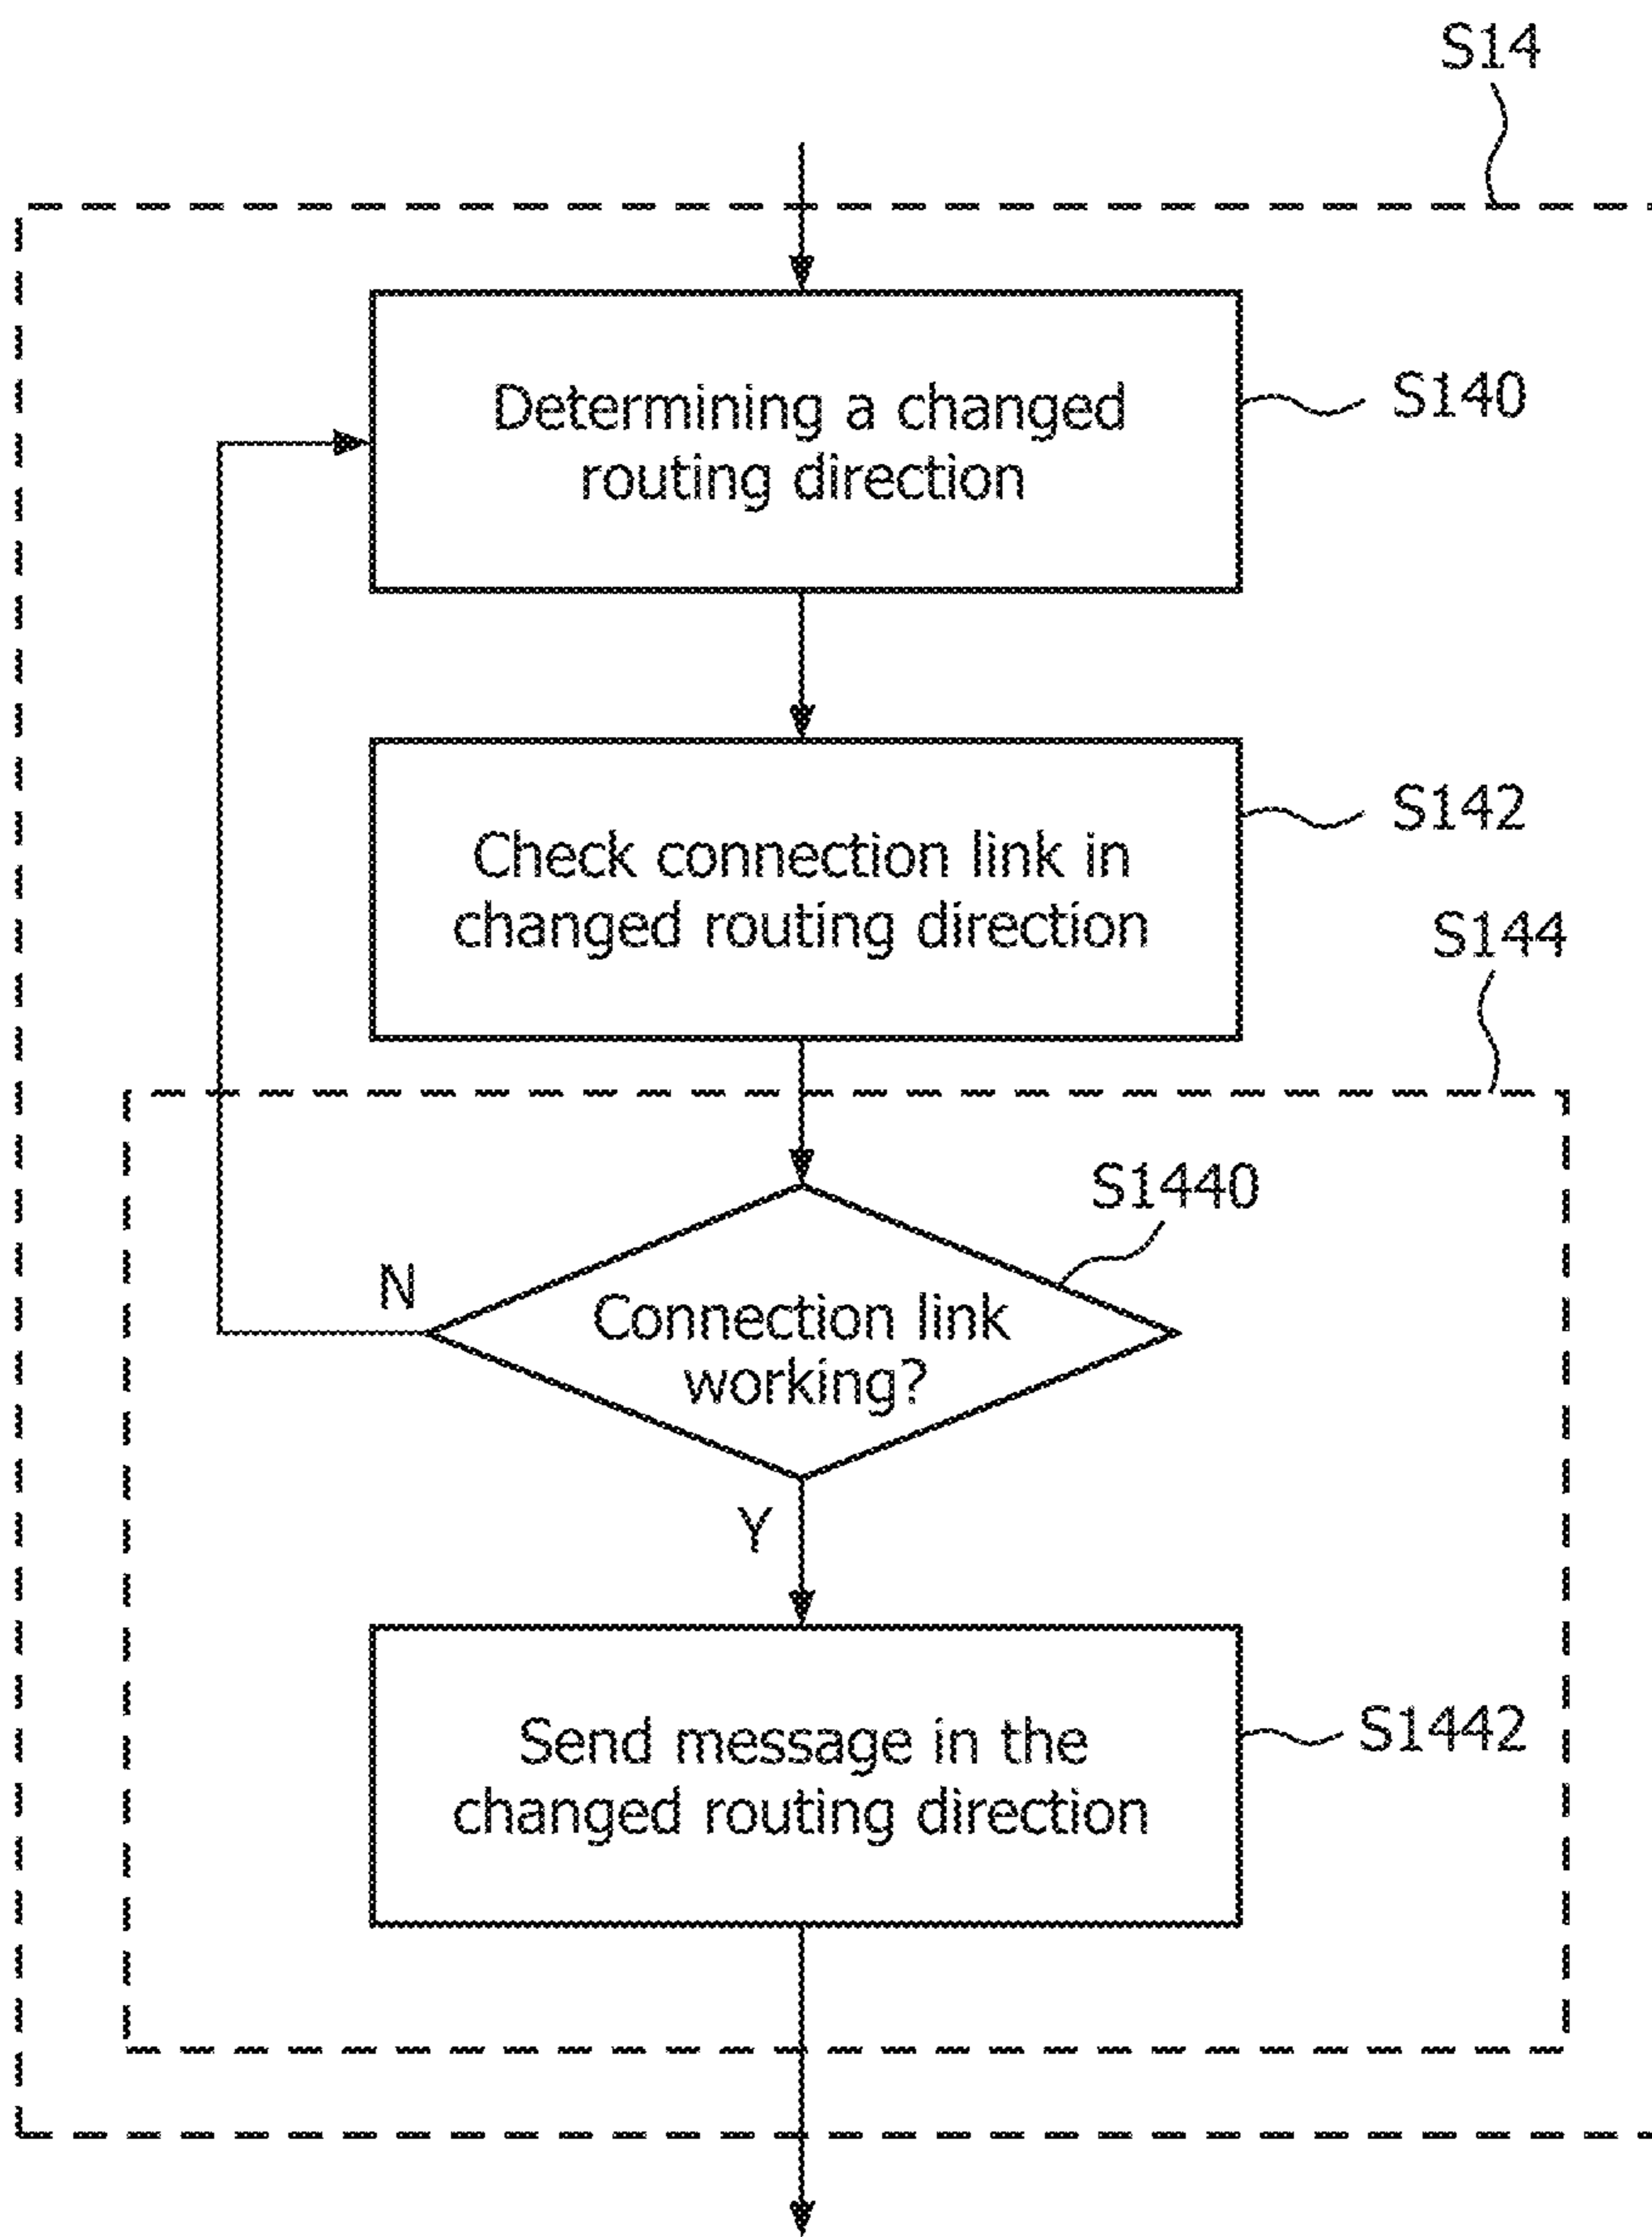 S14
Determining a changed
routing direction
S140
Check connection link in
changed routing direction
S142
S144
S1440
N
Connection link
working?
Y
Send message in the
changed routing direction
S1442